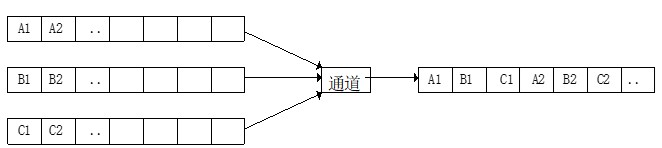 A1 A2 ..
B1 B2 ..
通道
A1 B1 C1 A2 B2 C2 ..
C1 C2 ..